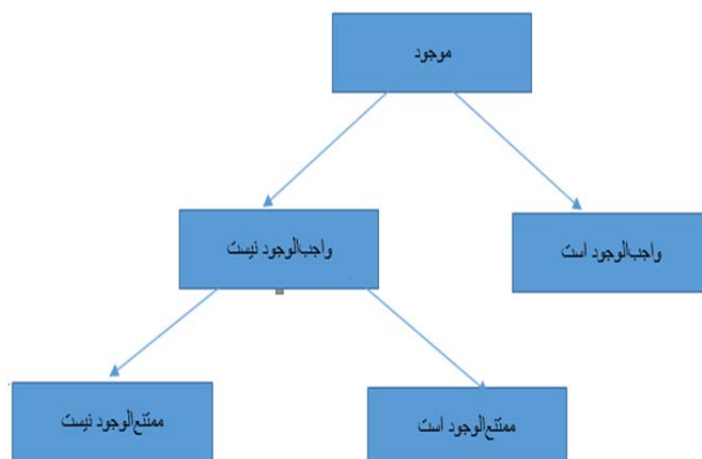 موجود
واجب‌الوجود است
واجب‌الوجود نیست
ممتنع‌الوجود است
ممتنع‌الوجود نیست